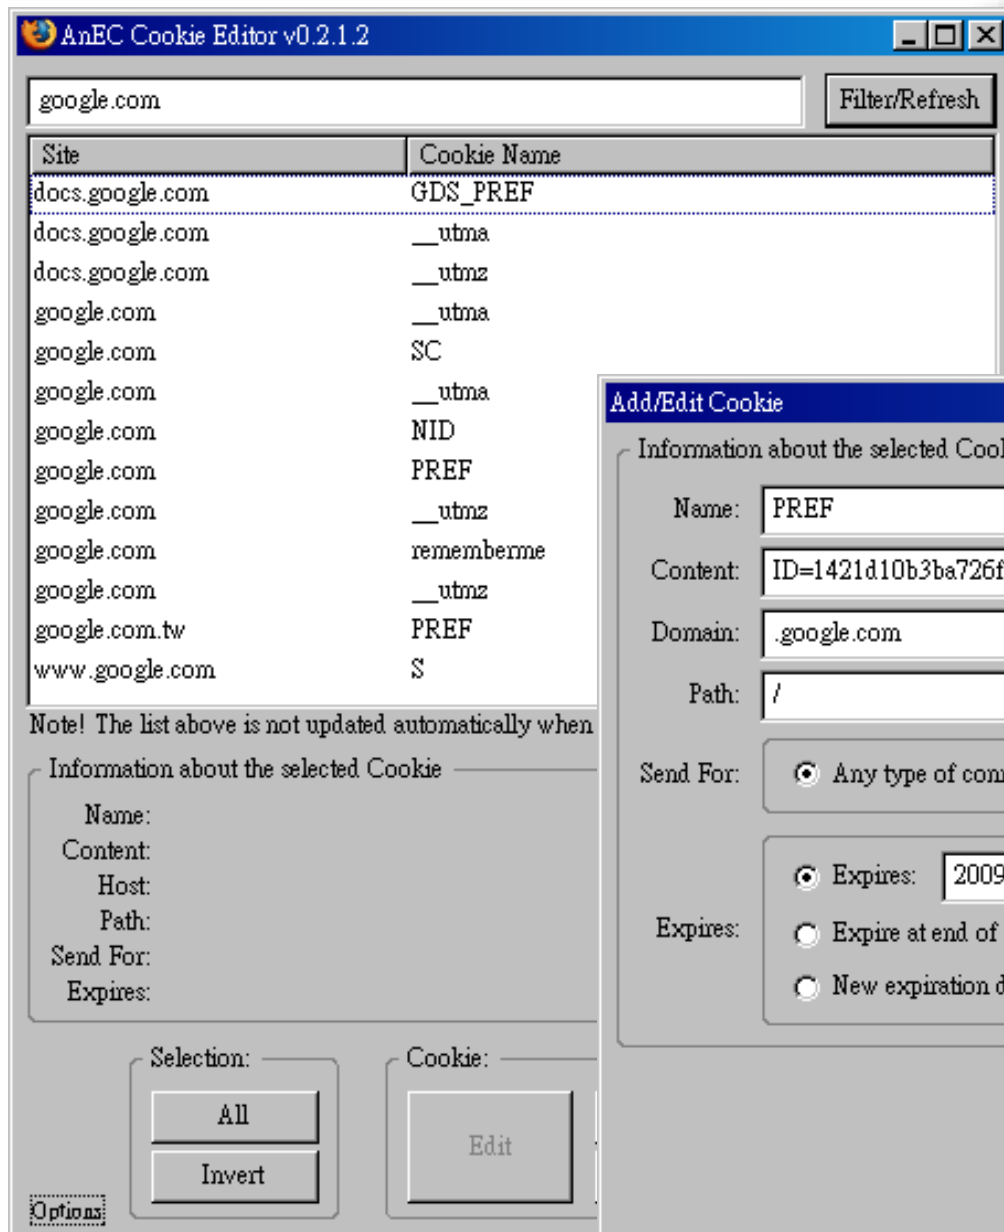 AnEC Cookie Editor v0.2.1.2
google.com
Filter/Refresh
Site Cookie Name
docs.google.com GDS_PREF
docs.google.com __utma
docs.google.com __utmz
google.com __utma
google.com SC
google.com __utma
google.com NID
google.com PREF
google.com __utmz
google.com rememberme
google.com __utmz
google.com.tw PREF
www.google.com S
Note! The list above is not updated automatically when
Information about the selected Cookie
Name:
Content:
Host:
Path:
Send For:
Expires:
Selection:
All
Invert
Cookie:
Edit
Options
Add/Edit Cookie
Information about the selected Cool
Name: PREF
Content: ID=1421d10b3ba726f
Domain: .google.com
Path: /
Send For: Any type of conn
Expires:
Expires: 2009
Expire at end of
New expiration d